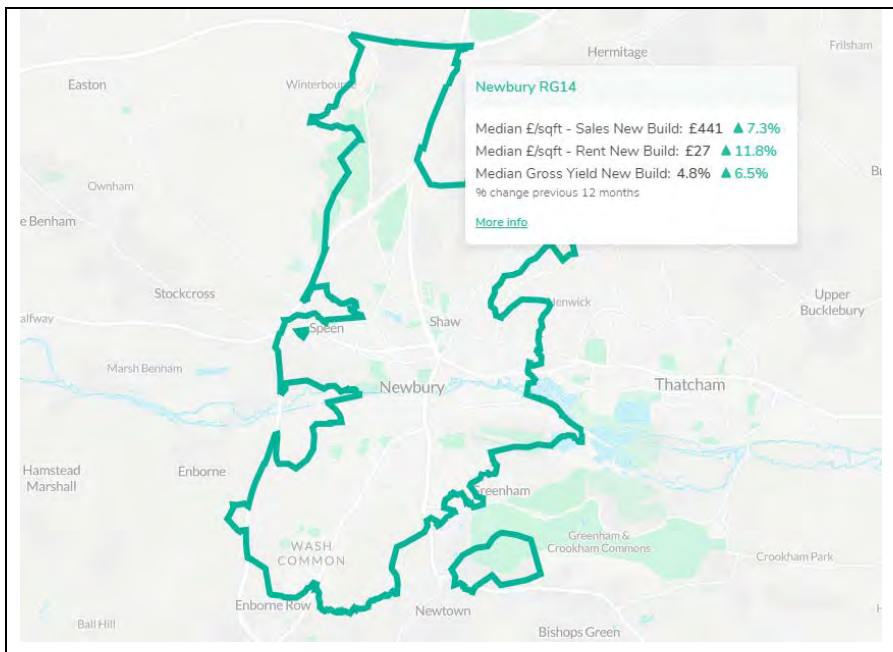 Hermitage
Frilsham
Easton
Winterbourne
Newbury RG14
Median £/sqft - Sales New Build: £441 ▲ 7.3%
Median £/sqft - Rent New Build: £27 ▲ 11.8%
Median Gross Yield New Build: 4.8% ▲ 6.5%
% change previous 12 months
More info
Ownham
Benham
Stockcross
Upper
Bucklebury
Speen
Shaw
Marsh Benham
Newbury
Thatcham
Hamstead
Marshall
Enborne
Greenham
WASH
COMMON
Greenham &
Crookham Commons
Crookham Park
Enborne Row
Newtown
Ball Hill
Bishops Green